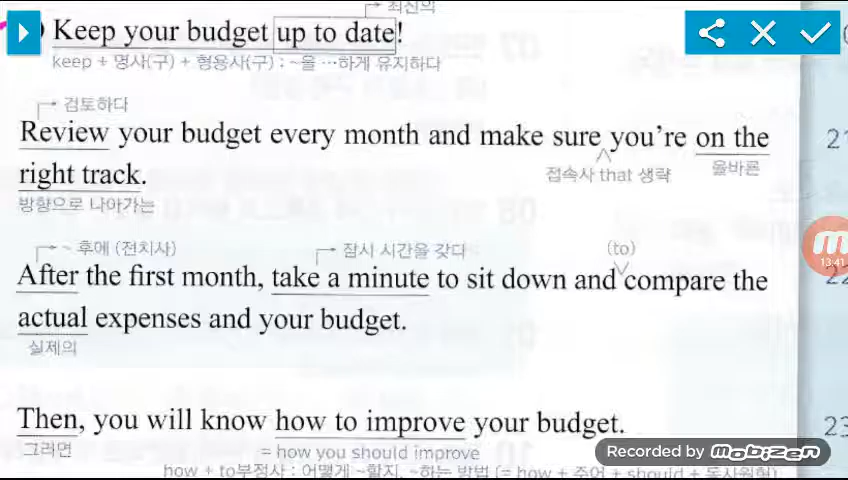 최신의
Keep your budget up to date!
keep + 명사(구) + 형용사(구) : ~을 …하게 유지하다
검토하다
Review your budget every month and make sure you’re on the
right track.
접속사 that 생략
올바른
방향으로 나아가는
~ 후에 (전치사)
잠시 시간을 갖다
(to)
After the first month, take a minute to sit down and compare the
actual expenses and your budget.
실제의
Then, you will know how to improve your budget.
그러면
= how you should improve
how + to부정사 : 어떻게 ~할지, ~하는 방법 (= how + 주어 + should + 동사원형)
13:41
21
22
23
Recorded by Mobizen